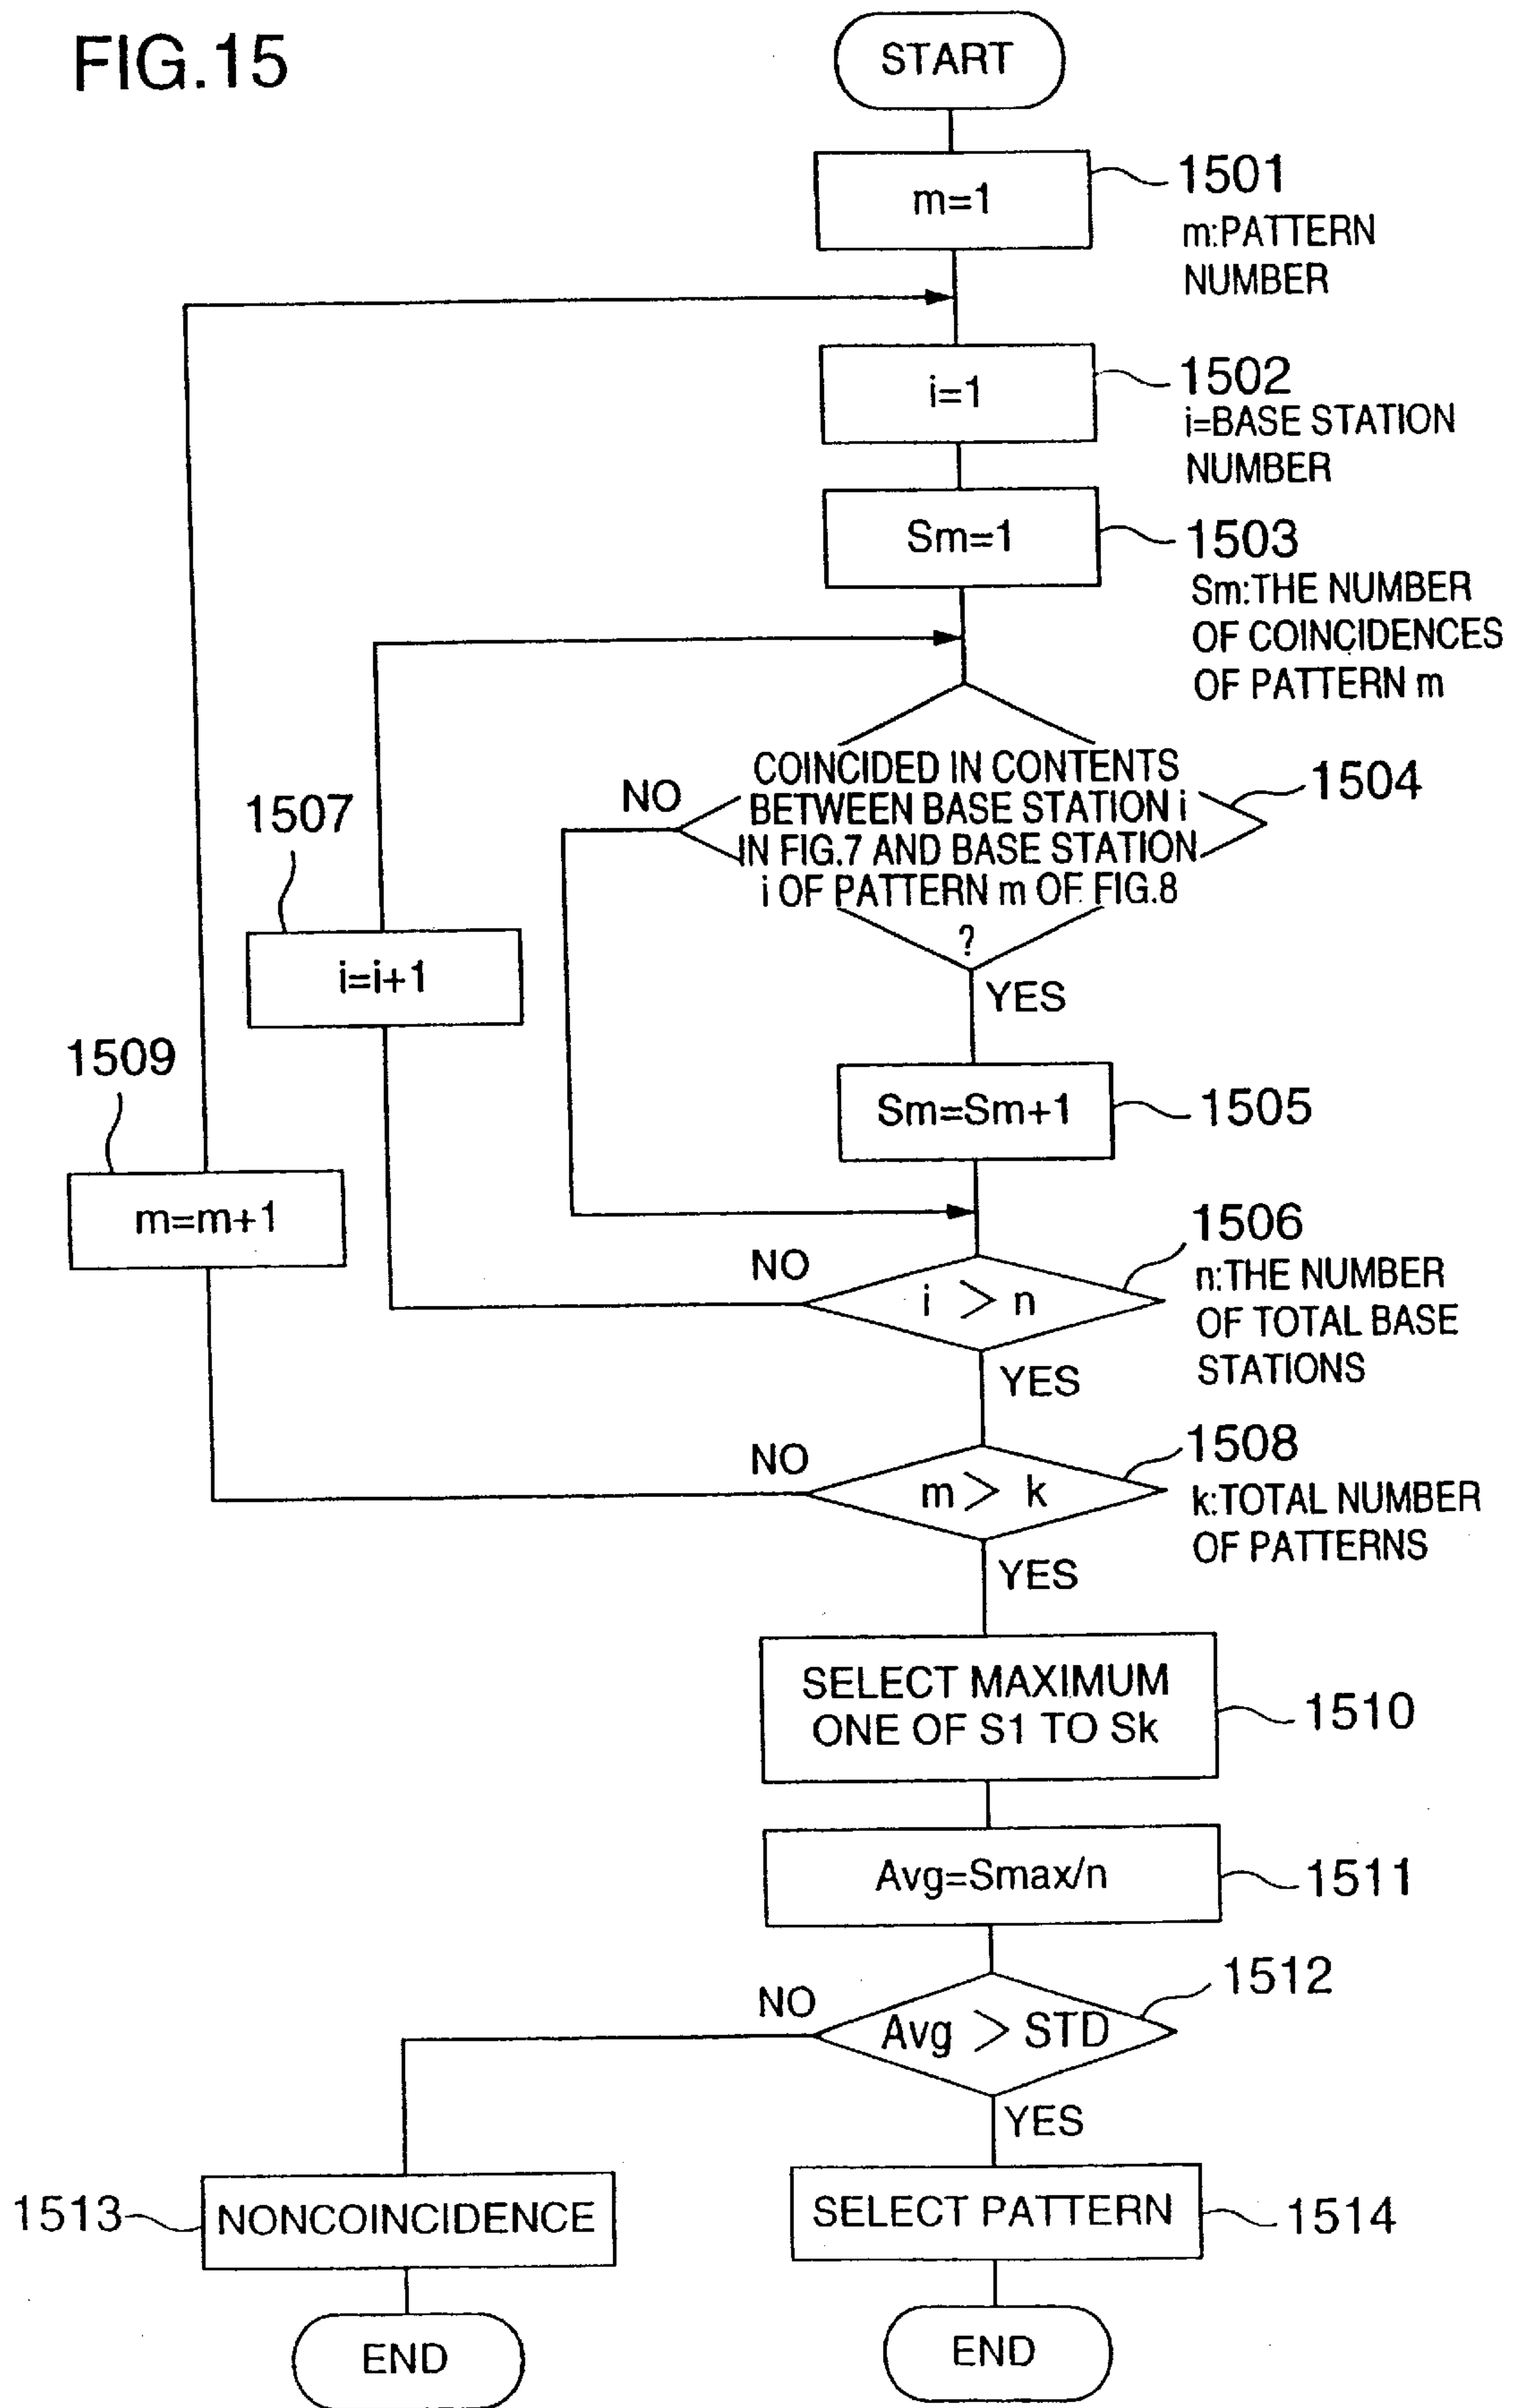 FIG.15
START
m=1
1501
m:PATTERN
NUMBER
i=1
1502
i=BASE STATION
NUMBER
Sm=1
1503
Sm:THE NUMBER
OF COINCIDENCES
OF PATTERN m
COINCIDED IN CONTENTS
BETWEEN BASE STATION i
IN FIG.7 AND BASE STATION
i OF PATTERN m OF FIG.8
?
1504
NO
YES
1507
i=i+1
1509
m=m+1
Sm=Sm+1
1505
1506
n:THE NUMBER
OF TOTAL BASE
STATIONS
NO
i > n
YES
1508
k:TOTAL NUMBER
OF PATTERNS
NO
m > k
YES
SELECT MAXIMUM
ONE OF S1 TO Sk
1510
Avg=Smax/n
1511
1512
NO
Avg > STD
YES
1513
NONCOINCIDENCE
SELECT PATTERN
1514
END
END